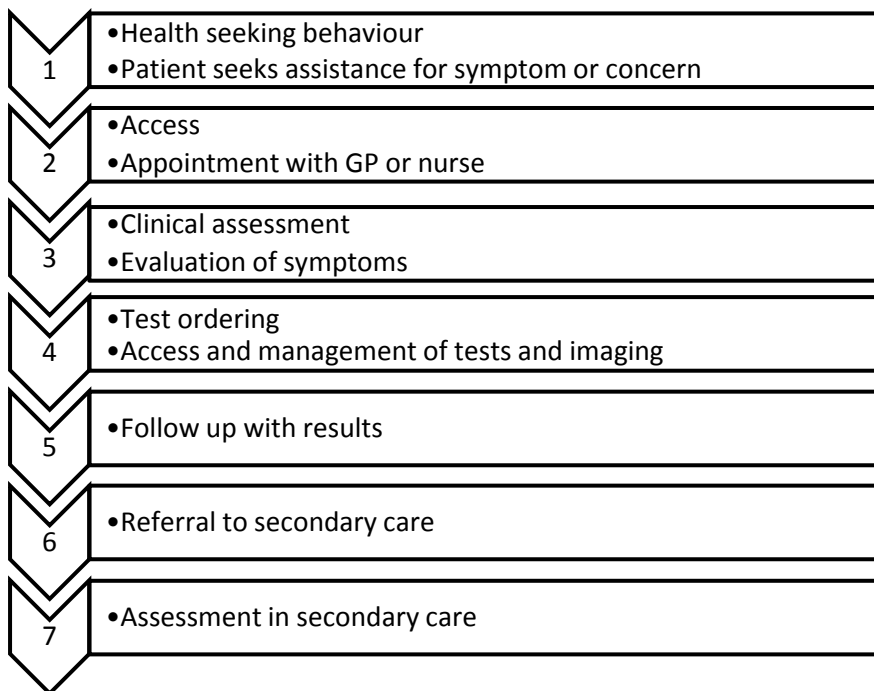 1
•Health seeking behaviour
•Patient seeks assistance for symptom or concern
2
•Access
•Appointment with GP or nurse
3
•Clinical assessment
•Evaluation of symptoms
4
•Test ordering
•Access and management of tests and imaging
5
•Follow up with results
6
•Referral to secondary care
7
•Assessment in secondary care